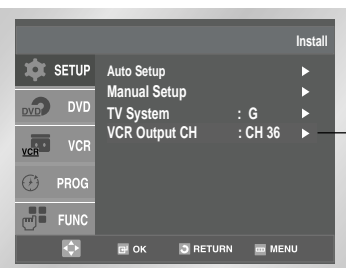 Install
SETUP
DVD DVD
VCR VCR
PROG
FUNC
Auto Setup
Manual Setup
TV System : G
VCR Output CH : CH 36
OK RETURN MENU